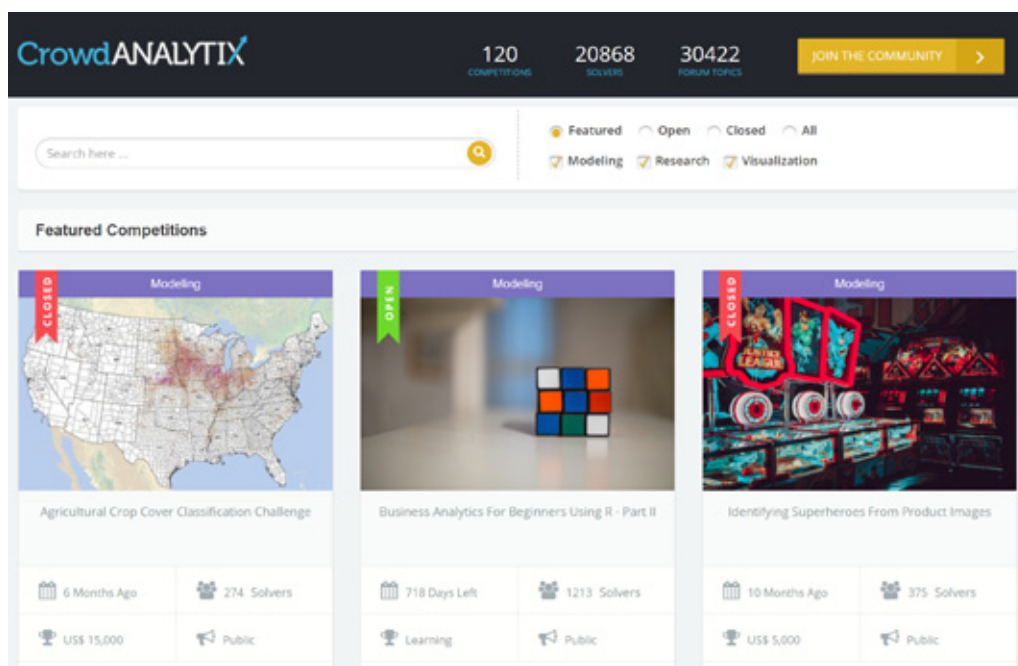 CrowdANALYTIX
120 20868 30422
COMPETITIONS SOLVERS FORUM TOPICS
JOIN THE COMMUNITY
Search here ...
Featured Open Closed All
Modeling Research Visualization
Featured Competitions
CLOSED
Modeling
OPEN
Modeling
CLOSED
Modeling
JUSTICE
LEAGUE
Agricultural Crop Cover Classification Challenge
Business Analytics For Beginners Using R - Part II
Identifying Superheroes From Product Images
6 Months Ago 274 Solvers 718 Days Left 1213 Solvers 10 Months Ago 375 Solvers
US$ 15,000 Public Learning Public US$ 5,000 Public